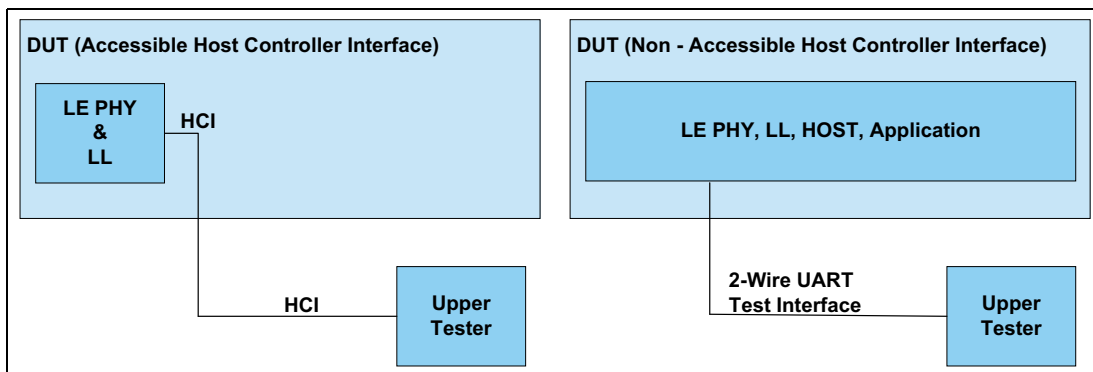 DUT (Accessible Host Controller Interface)
LE PHY
&
LL
HCI
HCI
Upper
Tester
DUT (Non - Accessible Host Controller Interface)
LE PHY, LL, HOST, Application
2-Wire UART
Test Interface
Upper
Tester